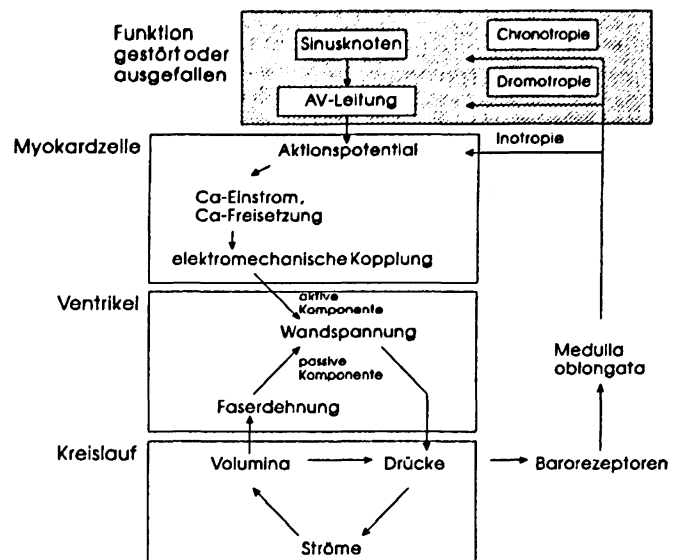 Funktion
gestört oder
ausgefallen
Sinusknoten
Chronotropie
Dromotropie
AV-Leitung
Inotropie
Myokardzelle
Aktionspotential
Ca-Einstrom,
Ca-Freisetzung
elektromechanische Kopplung
Ventrikel
aktive
Komponente
Wandspannung
passive
Komponente
Faserdehnung
Medulla
oblongata
Kreislauf
Volumina
Drücke
Barorezeptoren
Ströme